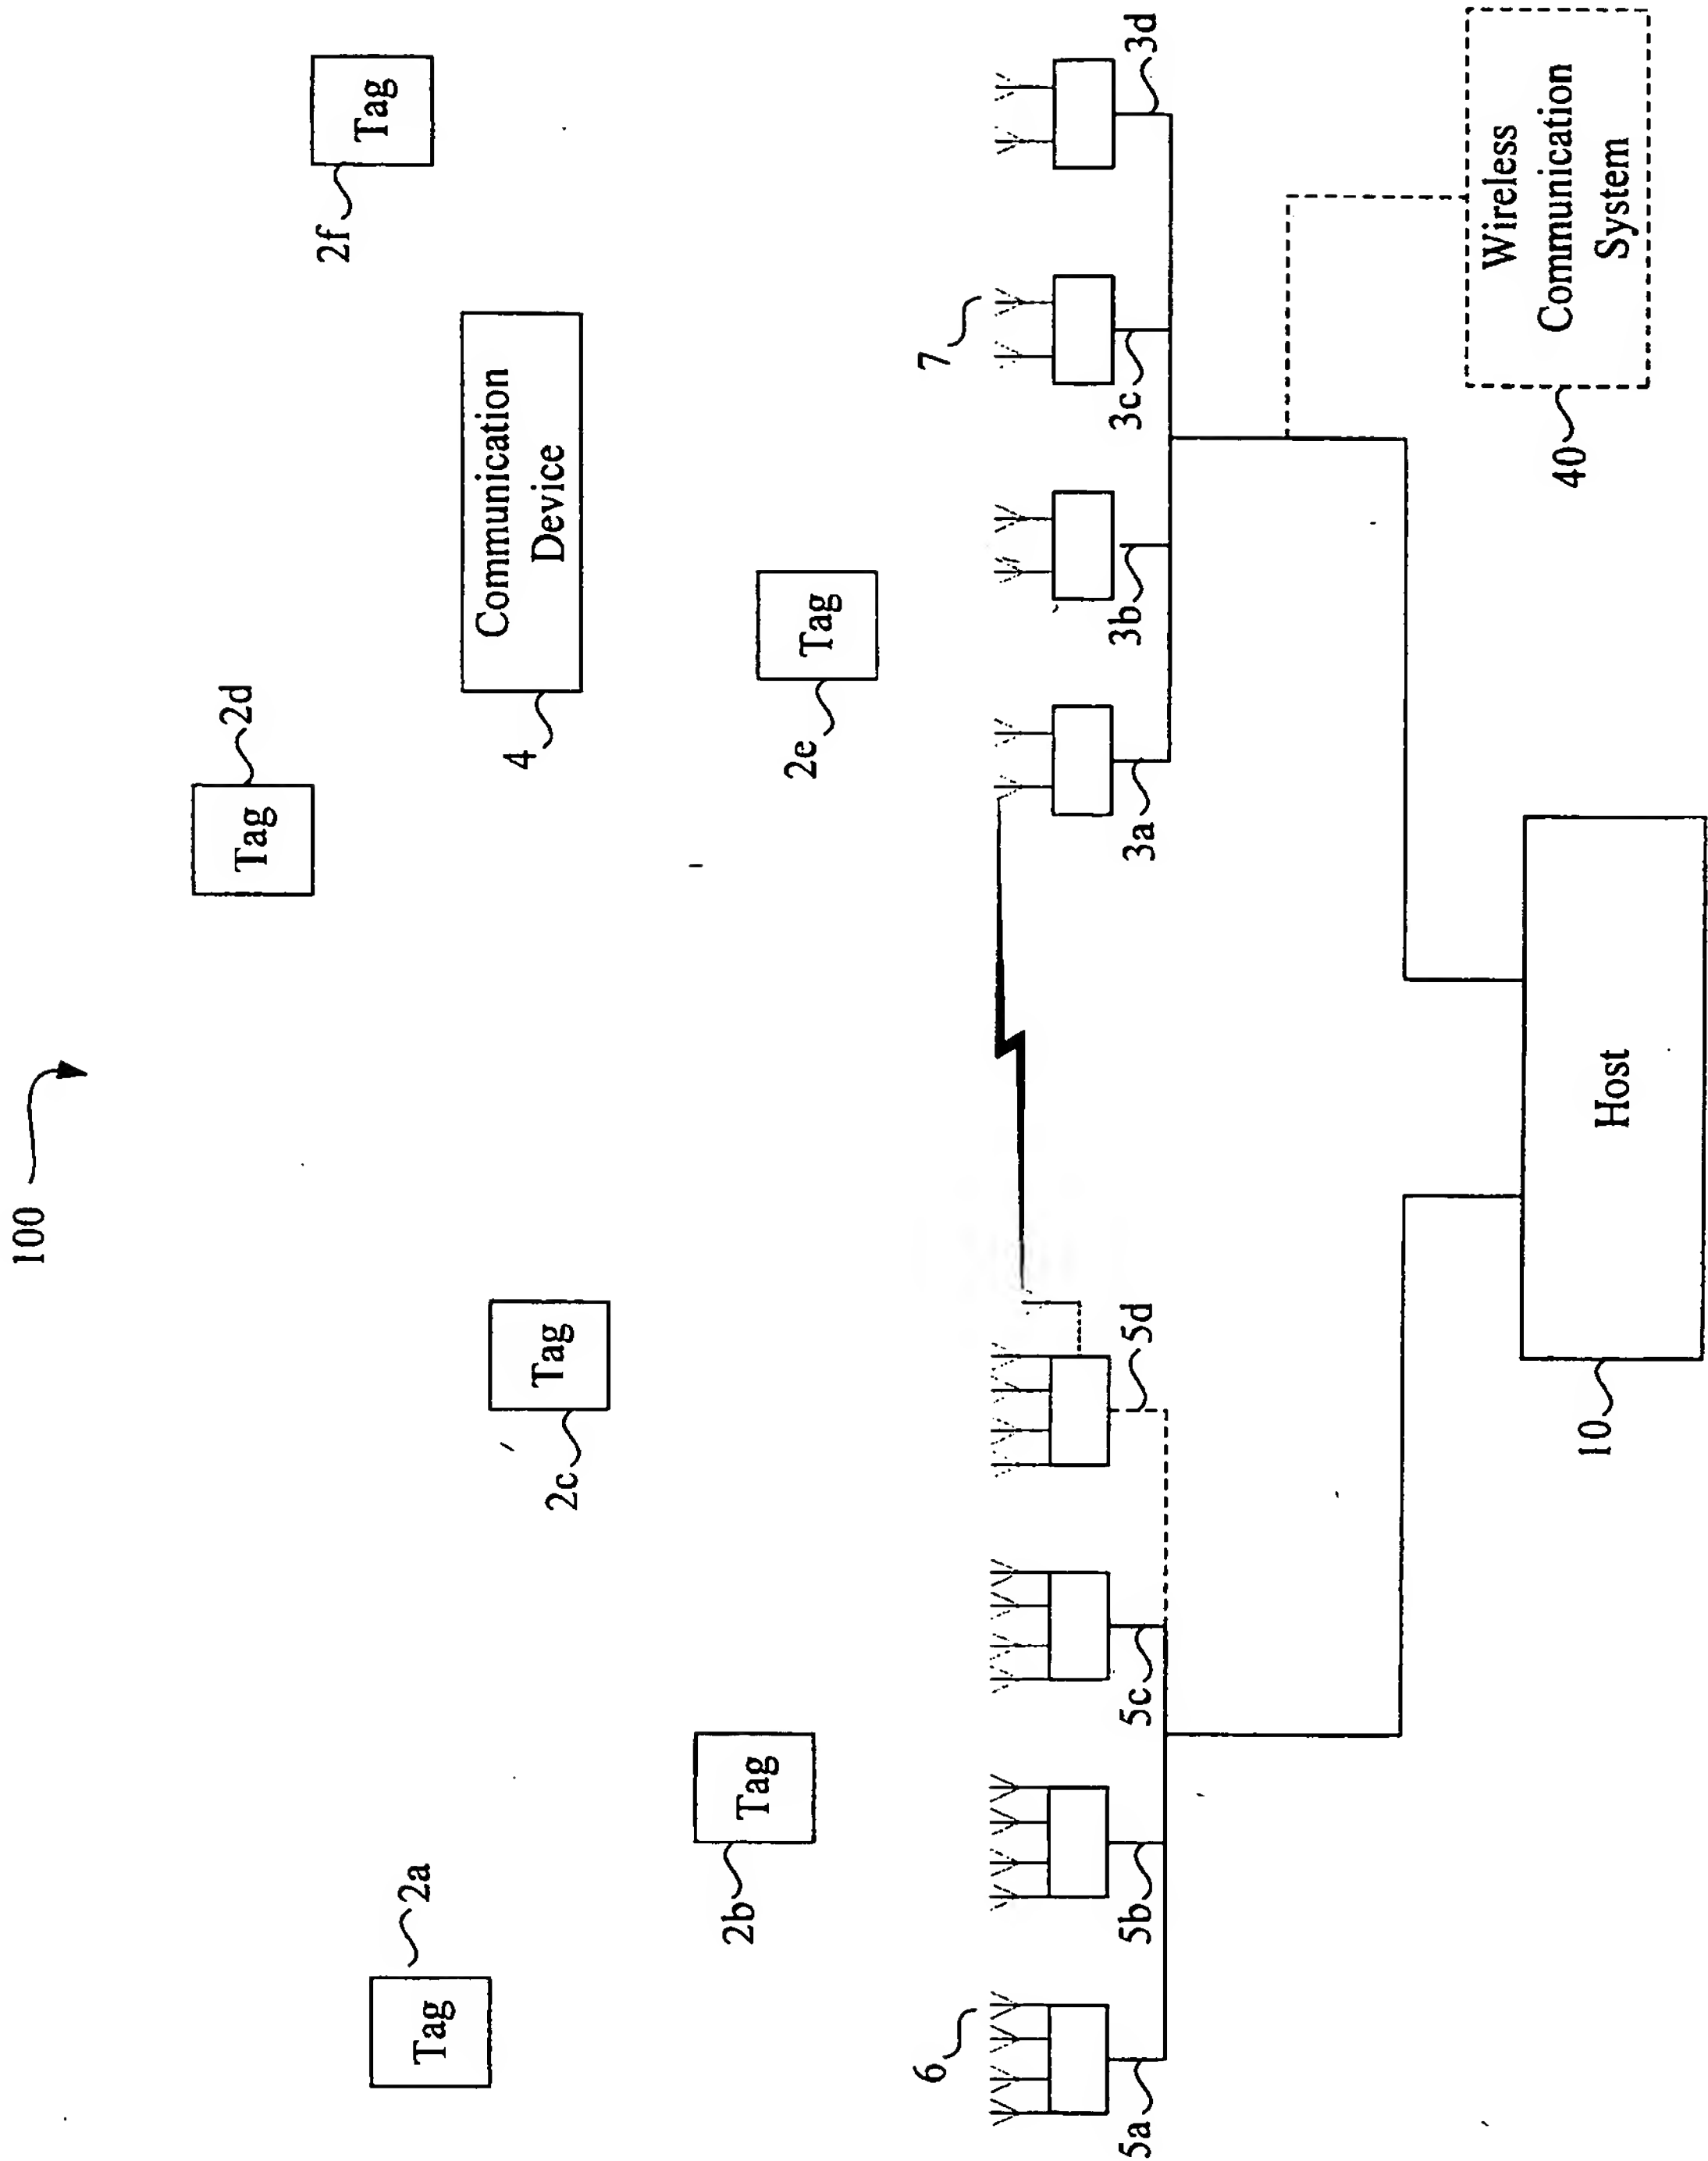 100
Tag
2a
Tag
2b
Tag
2c
Tag
2d
Tag
2e
Tag
2f
Communication
Device
4
6
7
5a
5b
5c
5d
3a
3b
3c
3d
Host
10
Wireless
Communication
System
40